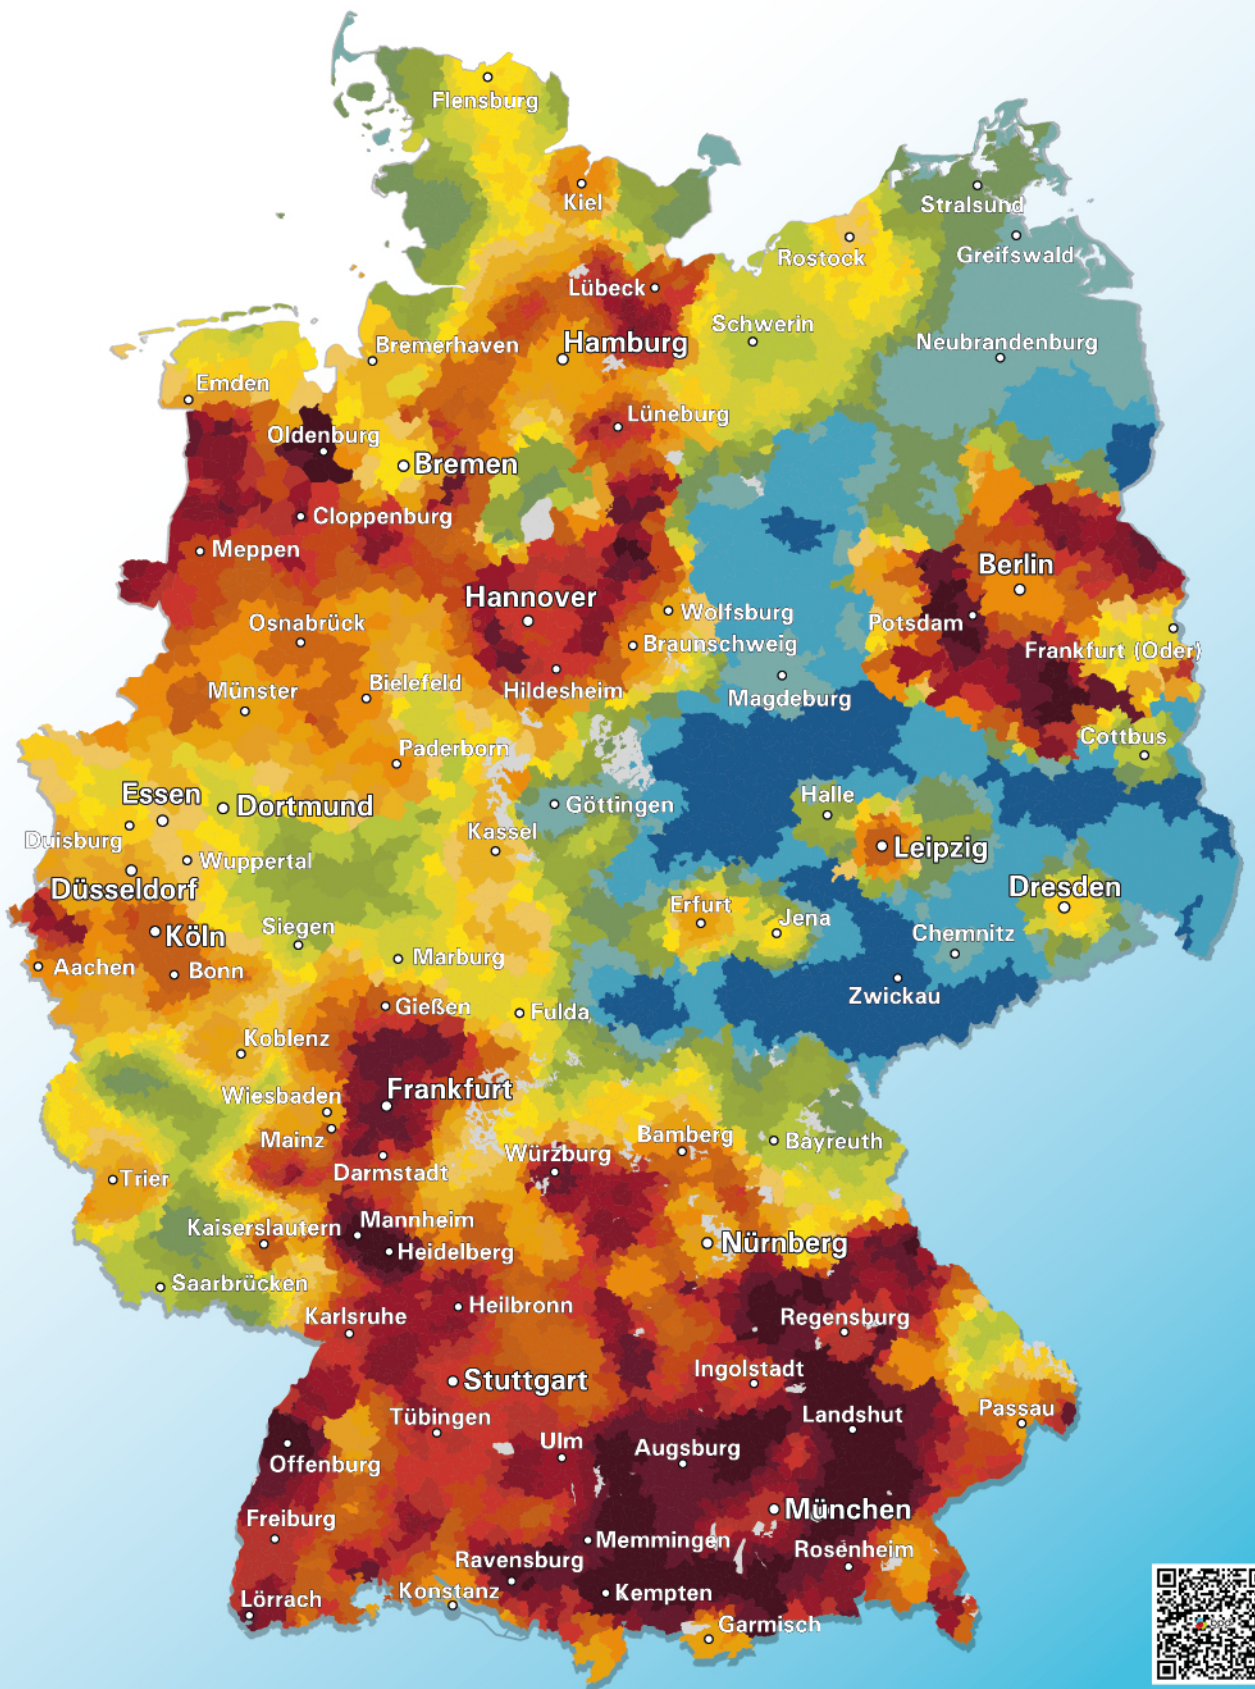 Flensburg
Kiel
Stralsund
Greifswald
Rostock
Lübeck
Schwerin
Hamburg
Bremerhaven
Neubrandenburg
Emden
Lüneburg
Oldenburg
Bremen
Cloppenburg
Meppen
Berlin
Hannover
Wolfsburg
Potsdam
Osnabrück
Braunschweig
Frankfurt (Oder)
Münster
Bielefeld
Hildesheim
Magdeburg
Cottbus
Paderborn
Essen
Dortmund
Göttingen
Halle
Duisburg
Kassel
Wuppertal
Leipzig
Düsseldorf
Dresden
Erfurt
Jena
Köln
Siegen
Chemnitz
Aachen
Bonn
Marburg
Zwickau
Gießen
Fulda
Koblenz
Wiesbaden
Frankfurt
Mainz
Bamberg
Bayreuth
Würzburg
Darmstadt
Trier
Kaiserslautern
Mannheim
Nürnberg
Heidelberg
Saarbrücken
Karlsruhe
Heilbronn
Regensburg
Stuttgart
Ingolstadt
Passau
Tübingen
Landshut
Ulm
Augsburg
Offenburg
München
Freiburg
Memmingen
Rosenheim
Ravensburg
Konstanz
Kempten
Lörrach
Garmisch